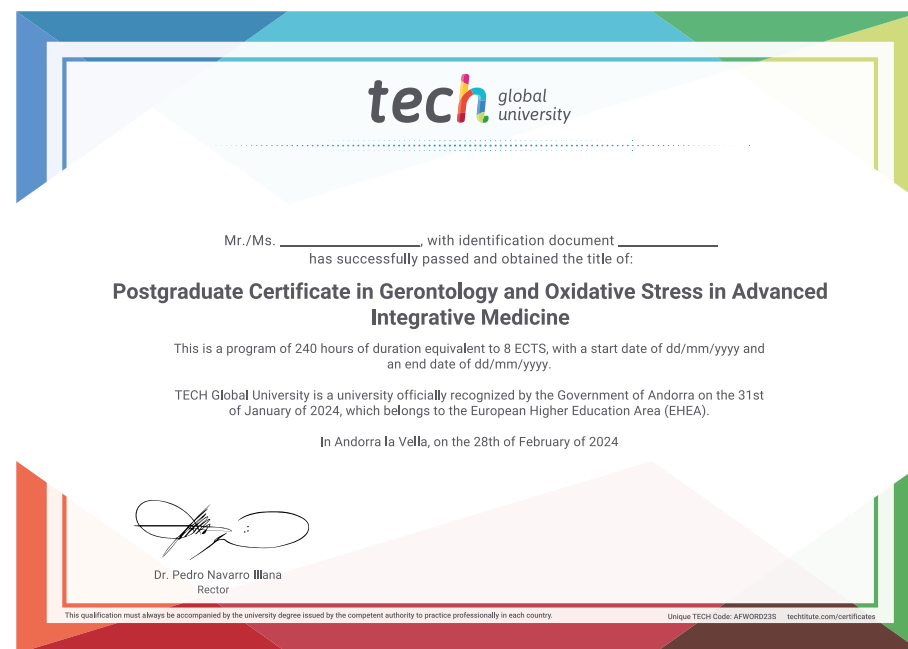 tech global university
Mr./Ms. ____________________, with identification document ______________
has successfully passed and obtained the title of:
Postgraduate Certificate in Gerontology and Oxidative Stress in Advanced
Integrative Medicine
This is a program of 240 hours of duration equivalent to 8 ECTS, with a start date of dd/mm/yyyy and
an end date of dd/mm/yyyy.
TECH Global University is a university officially recognized by the Government of Andorra on the 31st
of January of 2024, which belongs to the European Higher Education Area (EHEA).
In Andorra la Vella, on the 28th of February of 2024
Dr. Pedro Navarro Illana
Rector
This qualification must always be accompanied by the university degree issued by the competent authority to practice professionally in each country.
Unique TECH Code: AFWORD23S techtitute.com/certificates